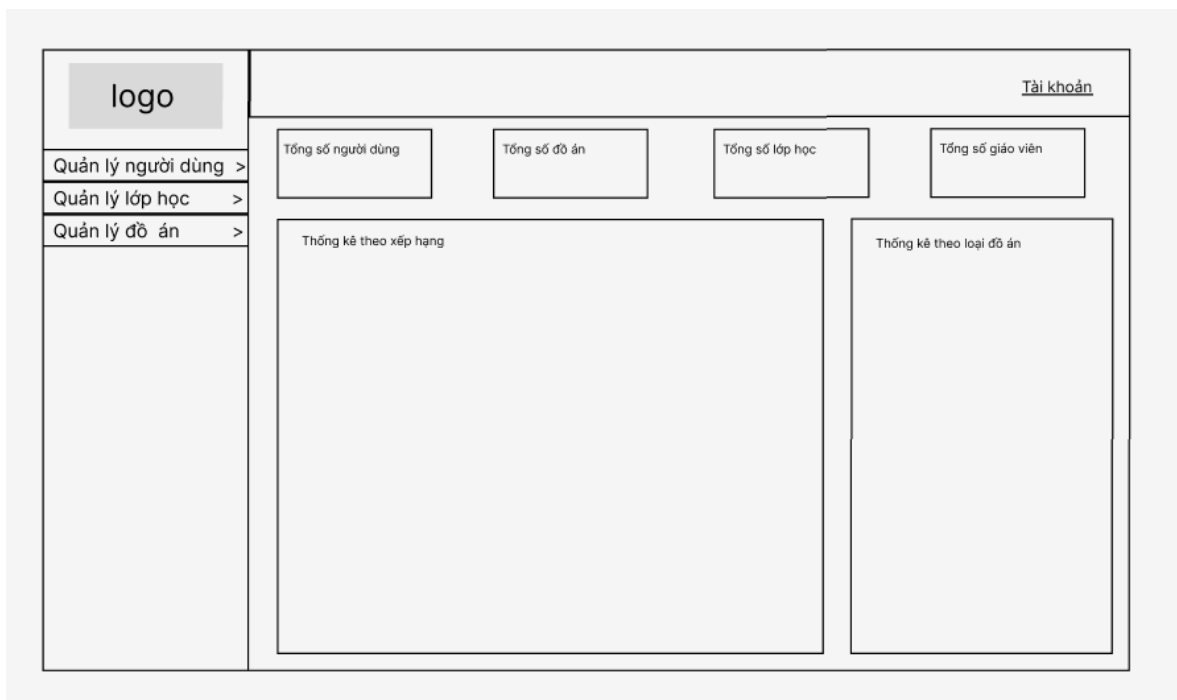 logo
Tài khoản
Quản lý người dùng >
Quản lý lớp học >
Quản lý đồ án >
Tổng số người dùng
Tổng số đồ án
Tổng số lớp học
Tổng số giáo viên
Thống kê theo xếp hạng
Thống kê theo loại đồ án